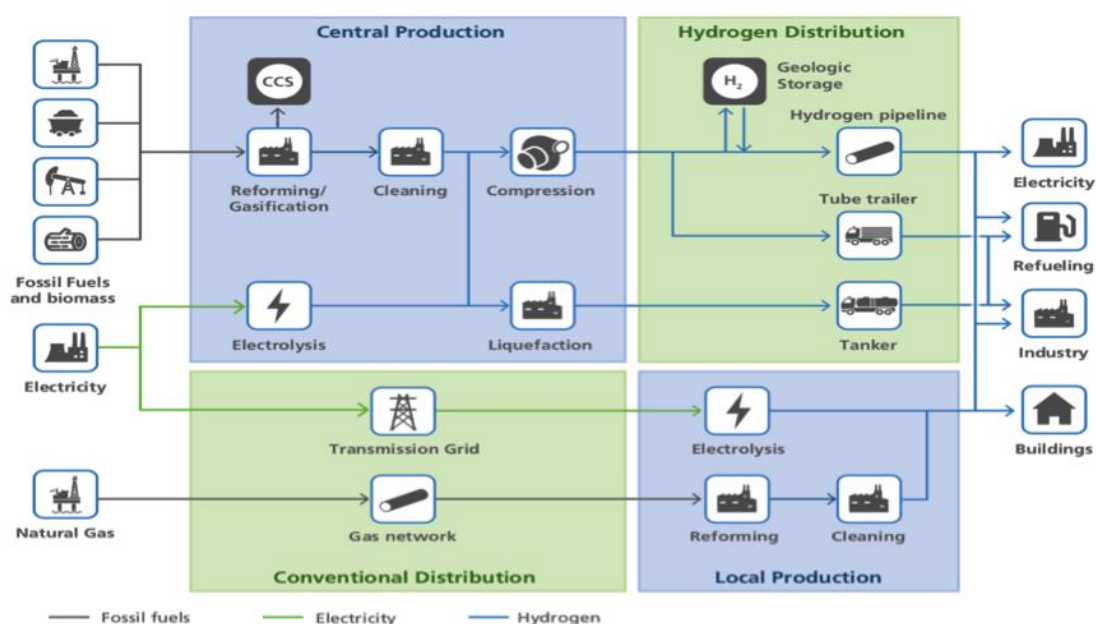 Central Production
Hydrogen Distribution
CCS
H₂
Geologic
Storage
Hydrogen pipeline
Reforming/
Gasification
Cleaning
Compression
Electricity
Tube trailer
Refueling
Fossil Fuels
and biomass
Electrolysis
Liquefaction
Tanker
Industry
Electricity
Transmission Grid
Electrolysis
Buildings
Natural Gas
Gas network
Reforming
Cleaning
Conventional Distribution
Local Production
Fossil fuels
Electricity
Hydrogen